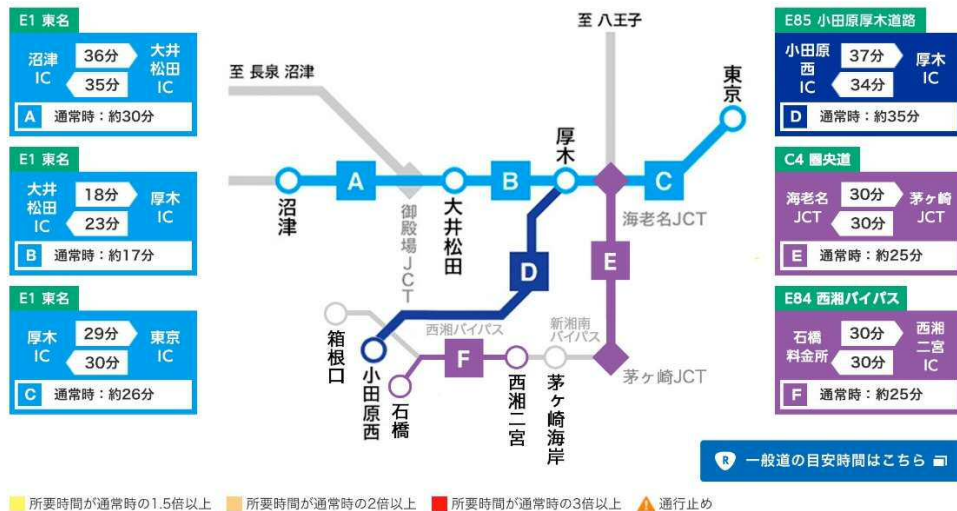 E1 東名
沼津
IC
36分
35分
大井
松田
IC
A 通常時：約30分
E1 東名
大井
松田
IC
18分
23分
厚木
IC
B 通常時：約17分
E1 東名
厚木
IC
29分
30分
東京
IC
C 通常時：約26分
至 八王子
至 長泉 沼津
東京
厚木
A
B
C
沼津
御殿場JCT
大井松田
海老名JCT
D
E
西湘バイパス
新湘南
バイパス
箱根口
小田原西
石橋
F
西湘二宮
茅ヶ崎海岸
茅ヶ崎JCT
E85 小田原厚木道路
小田原
西
IC
37分
34分
厚木
IC
D 通常時：約35分
C4 圏央道
海老名
JCT
30分
30分
茅ヶ崎
JCT
E 通常時：約25分
E84 西湘バイパス
石橋
料金所
30分
30分
西湘
二宮
IC
F 通常時：約25分
R 一般道の目安時間はこちら
所要時間が通常時の1.5倍以上 所要時間が通常時の2倍以上 所要時間が通常時の3倍以上 通行止め